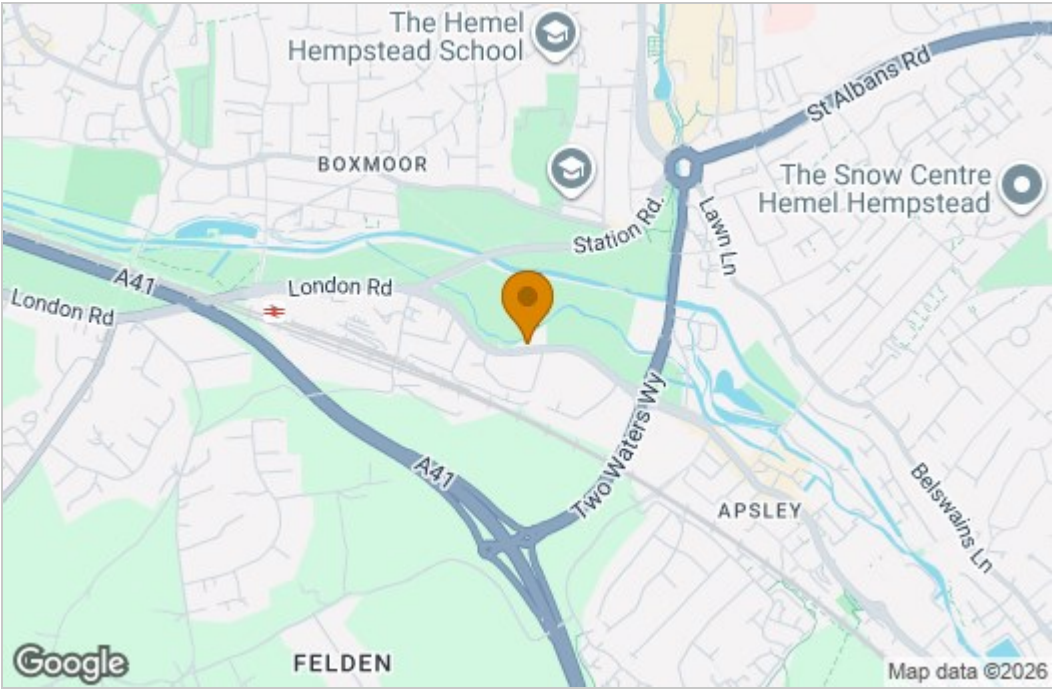 The Hemel
Hempstead School
St Albans Rd
BOXMOOR
The Snow Centre
Hemel Hempstead
Station Rd.
Lawn Ln
A41
London Rd
London Rd
A41
Two Waters Wy
APSLEY
Belswains Ln
FELDEN
Google
Map data ©2026